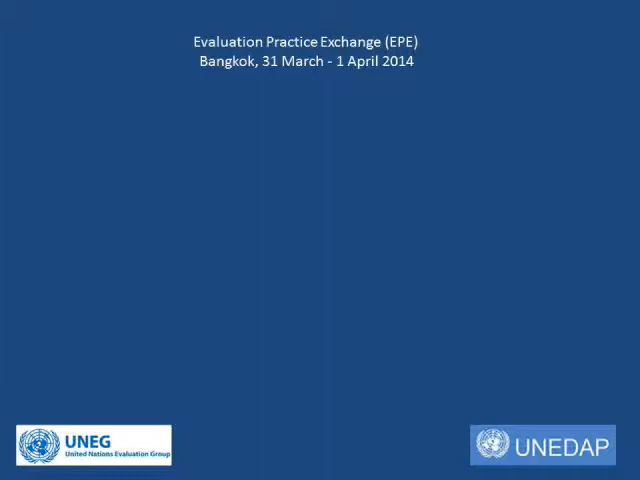 Evaluation Practice Exchange (EPE)
Bangkok, 31 March - 1 April 2014
UNEG
United Nations Evaluation Group
UNEDAP